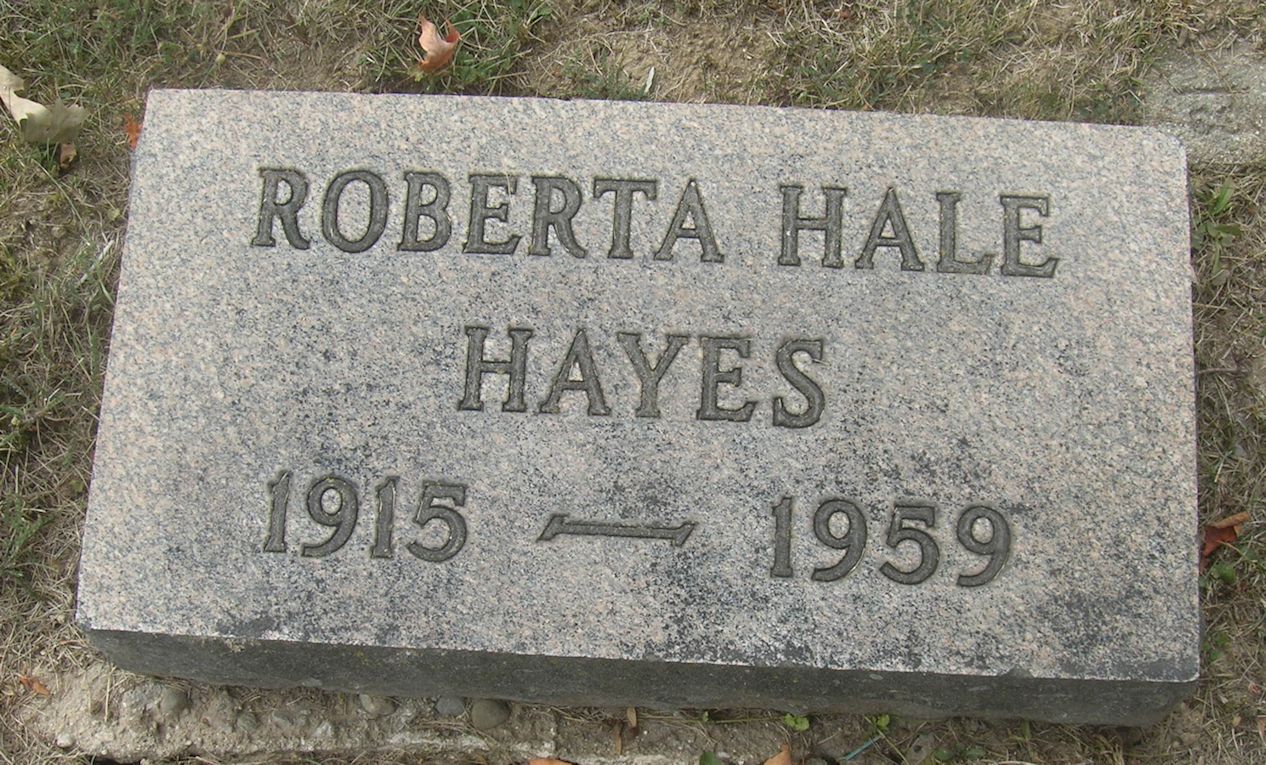 ROBERTA HALE
HAYES
1915 — 1959